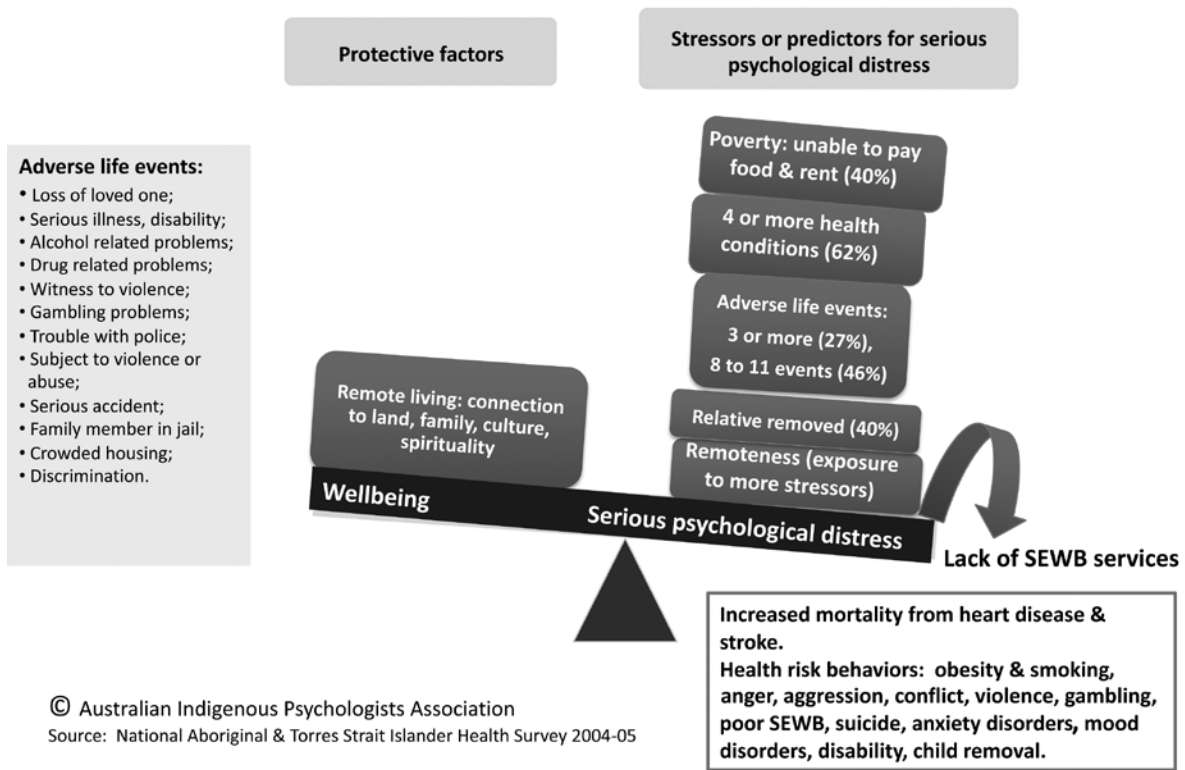 Protective factors
Stressors or predictors for serious
psychological distress
Adverse life events:
• Loss of loved one;
• Serious illness, disability;
• Alcohol related problems;
• Drug related problems;
• Witness to violence;
• Gambling problems;
• Trouble with police;
• Subject to violence or
abuse;
• Serious accident;
• Family member in jail;
• Crowded housing;
• Discrimination.
Poverty: unable to pay
food & rent (40%)
4 or more health
conditions (62%)
Adverse life events:
3 or more (27%),
8 to 11 events (46%)
Relative removed (40%)
Remoteness (exposure
to more stressors)
Remote living: connection
to land, family, culture,
spirituality
Wellbeing
Serious psychological distress
Lack of SEWB services
Increased mortality from heart disease &
stroke.
Health risk behaviors: obesity & smoking,
anger, aggression, conflict, violence, gambling,
poor SEWB, suicide, anxiety disorders, mood
disorders, disability, child removal.
© Australian Indigenous Psychologists Association
Source: National Aboriginal & Torres Strait Islander Health Survey 2004-05